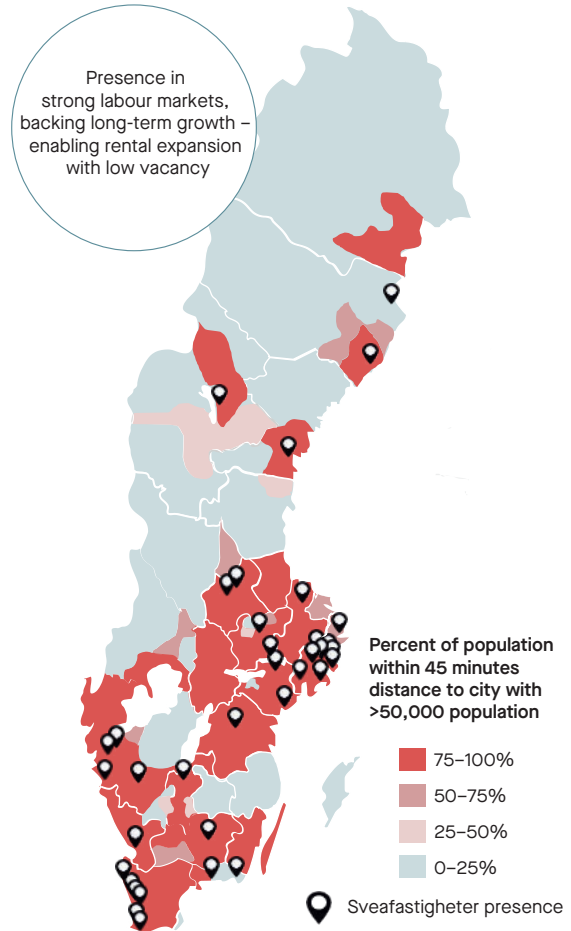 Presence in
strong labour markets,
backing long-term growth –
enabling rental expansion
with low vacancy
Percent of population
within 45 minutes
distance to city with
>50,000 population
75–100%
50–75%
25–50%
0–25%
Sveafastigheter presence